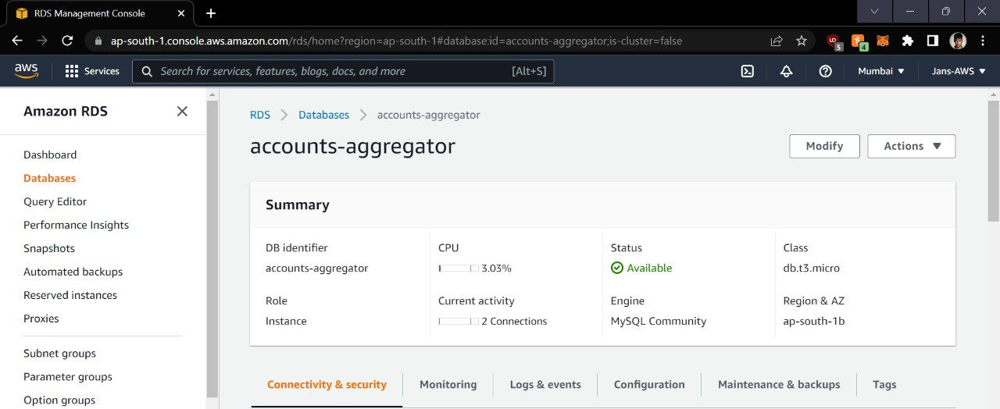 RDS Management Console
ap-south-1.console.aws.amazon.com/rds/home?region=ap-south-1#database:id=accounts-aggregator;is-cluster=false
5
4
aws
Services
Search for services, features, blogs, docs, and more
[Alt+S]
Mumbai
Jans-AWS
Amazon RDS
Dashboard
Databases
Query Editor
Performance Insights
Snapshots
Automated backups
Reserved instances
Proxies
Subnet groups
Parameter groups
Option groups
RDS > Databases > accounts-aggregator
accounts-aggregator
Modify
Actions
Summary
DB identifier
accounts-aggregator
CPU
3.03%
Status
Available
Class
db.t3.micro
Role
Instance
Current activity
2 Connections
Engine
MySQL Community
Region & AZ
ap-south-1b
Connectivity & security
Monitoring
Logs & events
Configuration
Maintenance & backups
Tags